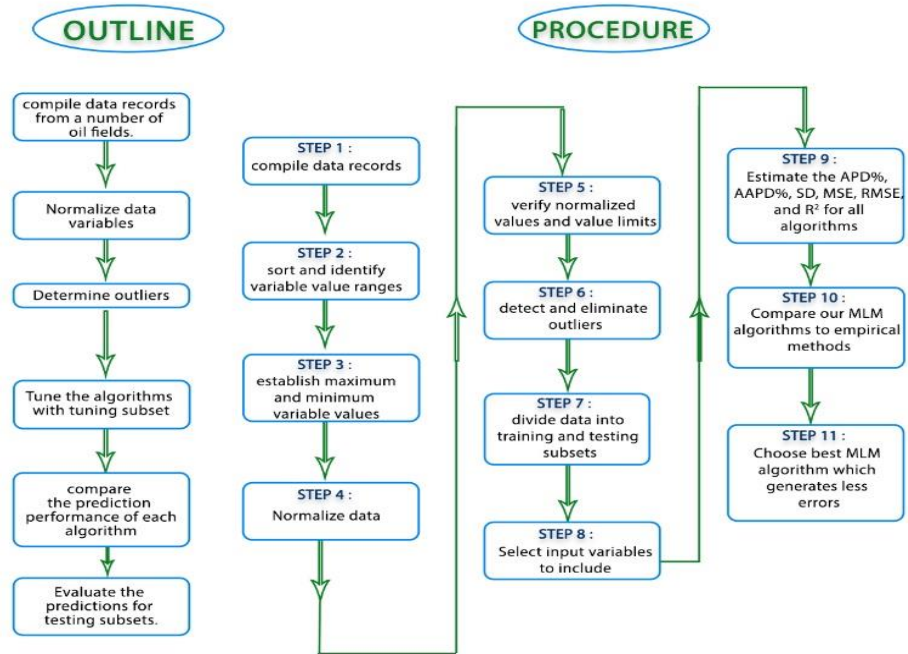 OUTLINE
compile data records
from a number of
oil fields.
Normalize data
variables
Determine outliers
Tune the algorithms
with tuning subset
compare
the prediction
performance of each
algorithm
Evaluate the
predictions for
testing subsets.
PROCEDURE
STEP 1 :
compile data records
STEP 2 :
sort and identify
variable value ranges
STEP 3 :
establish maximum
and minimum
variable values
STEP 4 :
Normalize data
STEP 5 :
verify normalized
values and value limits
STEP 6 :
detect and eliminate
outliers
STEP 7 :
divide data into
training and testing
subsets
STEP 8 :
Select input variables
to include
STEP 9 :
Estimate the APD%,
AAPD%, SD, MSE, RMSE,
and R² for all
algorithms
STEP 10 :
Compare our MLM
algorithms to empirical
methods
STEP 11 :
Choose best MLM
algorithm which
generates less
errors